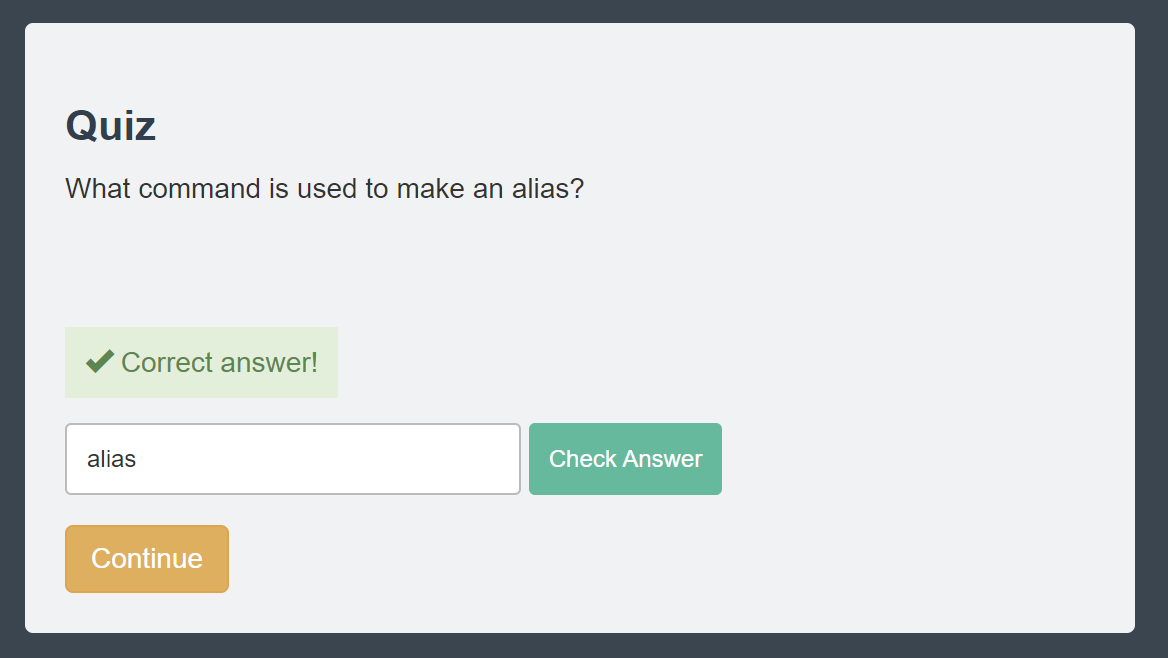 Quiz
What command is used to make an alias?
Correct answer!
alias
Check Answer
Continue